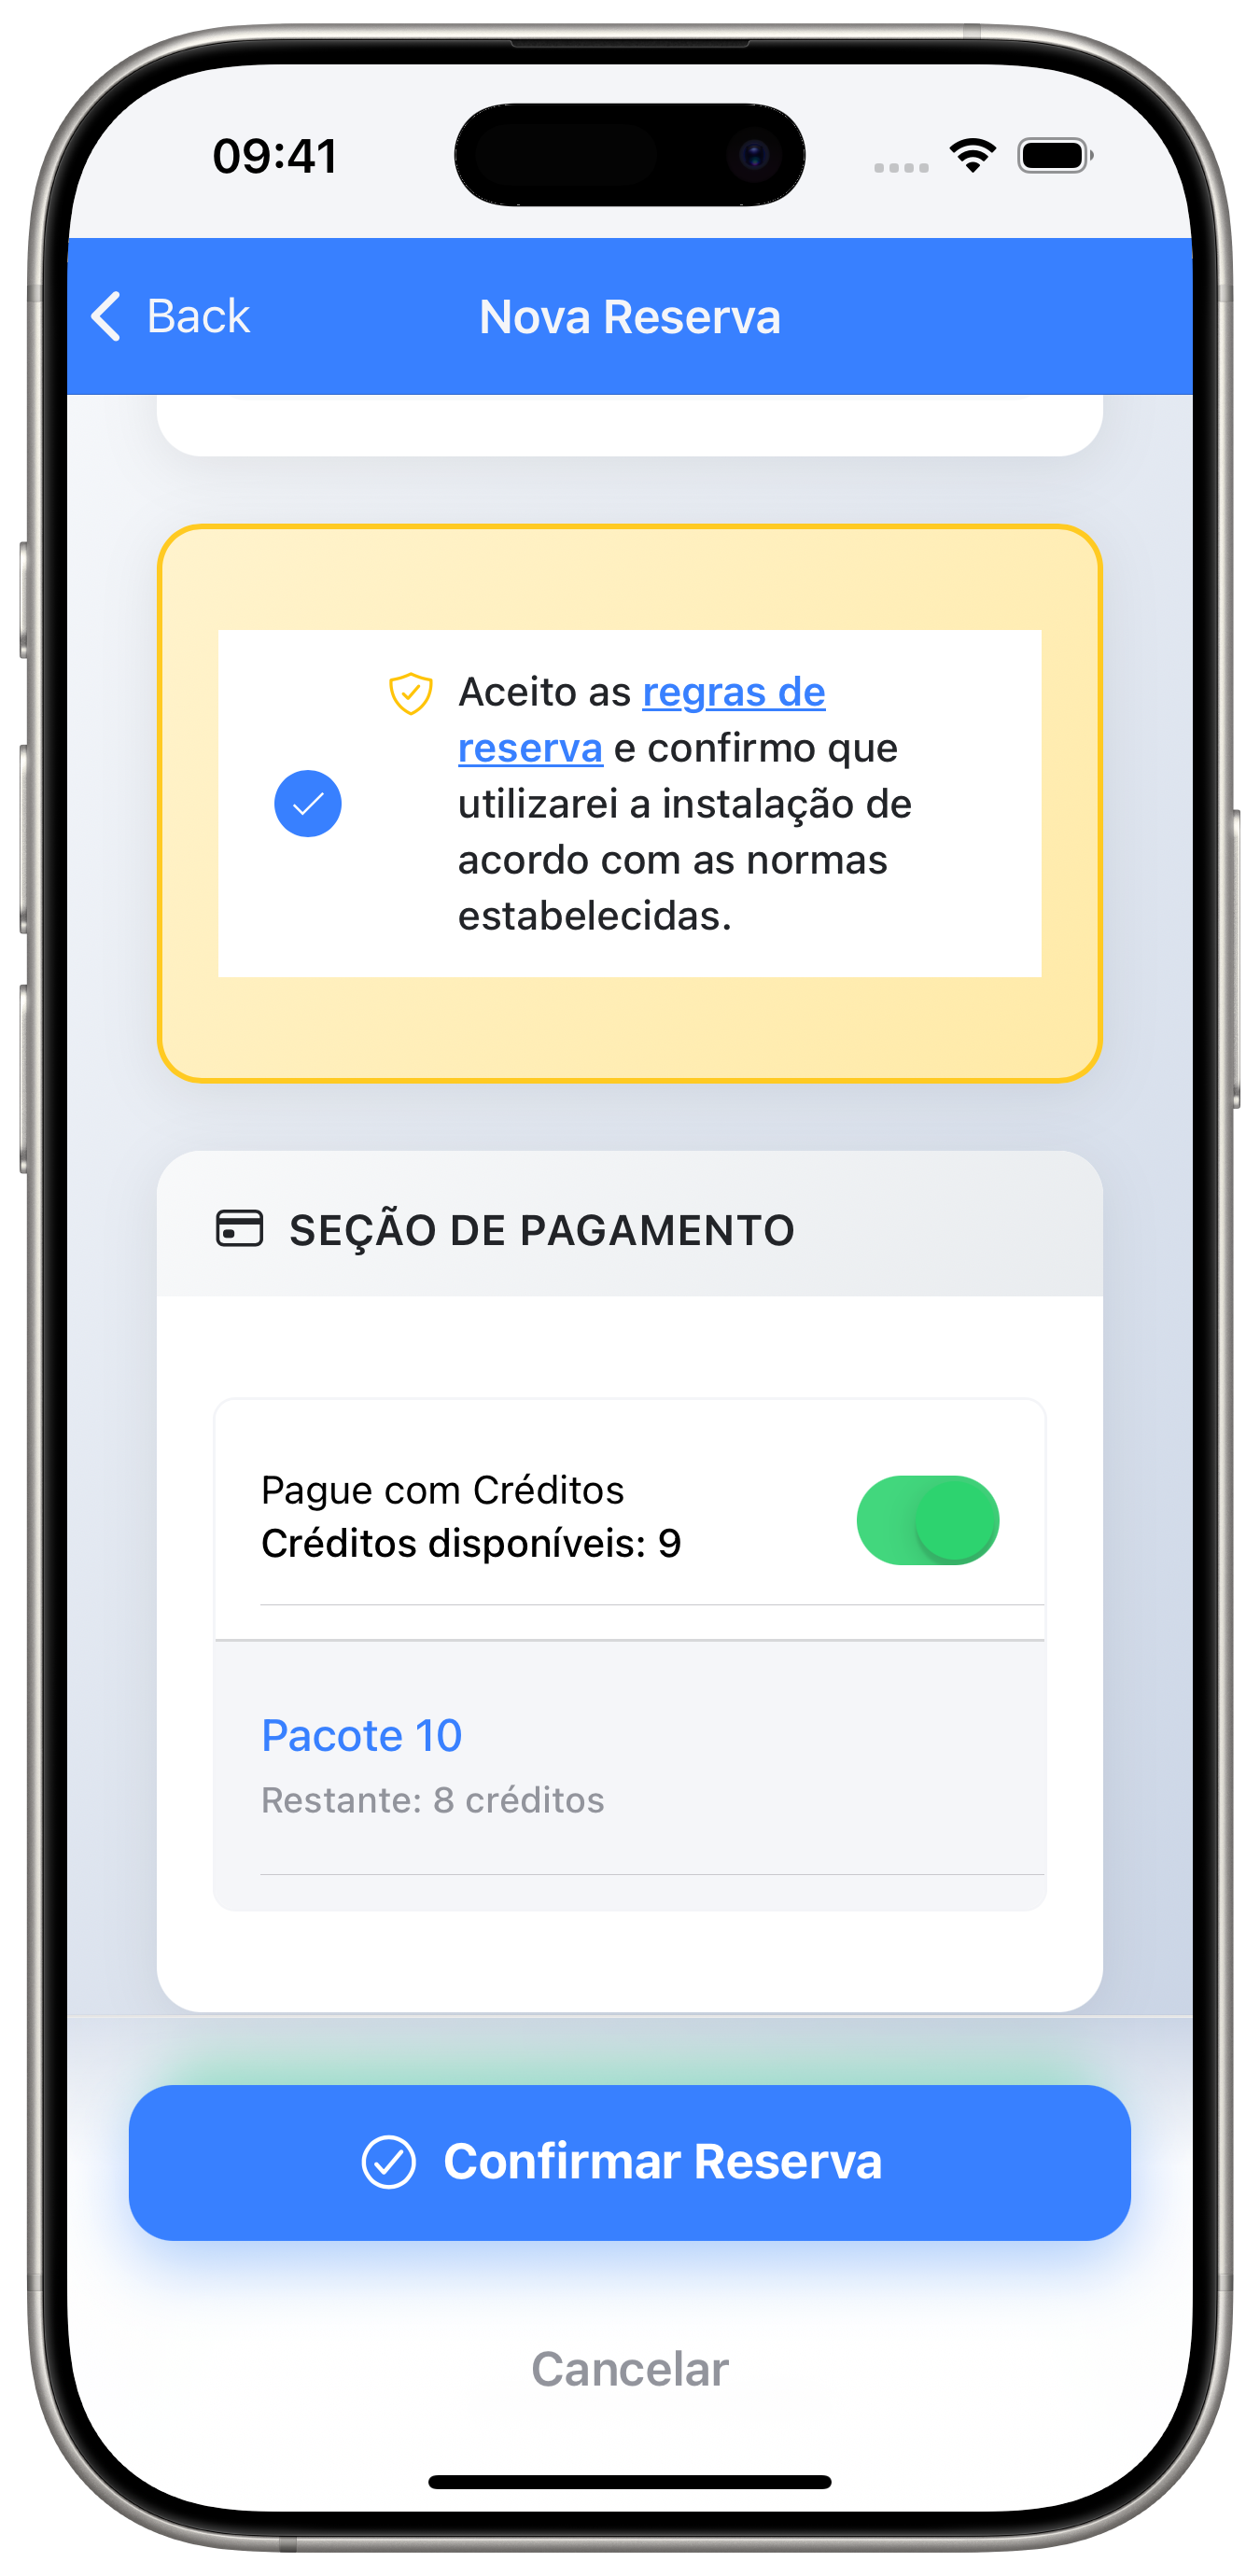 09:41
Back
Nova Reserva
Aceito as regras de
reserva e confirmo que
utilizarei a instalação de
acordo com as normas
estabelecidas.
SEÇÃO DE PAGAMENTO
Pague com Créditos
Créditos disponíveis: 9
Pacote 10
Restante: 8 créditos
Confirmar Reserva
Cancelar